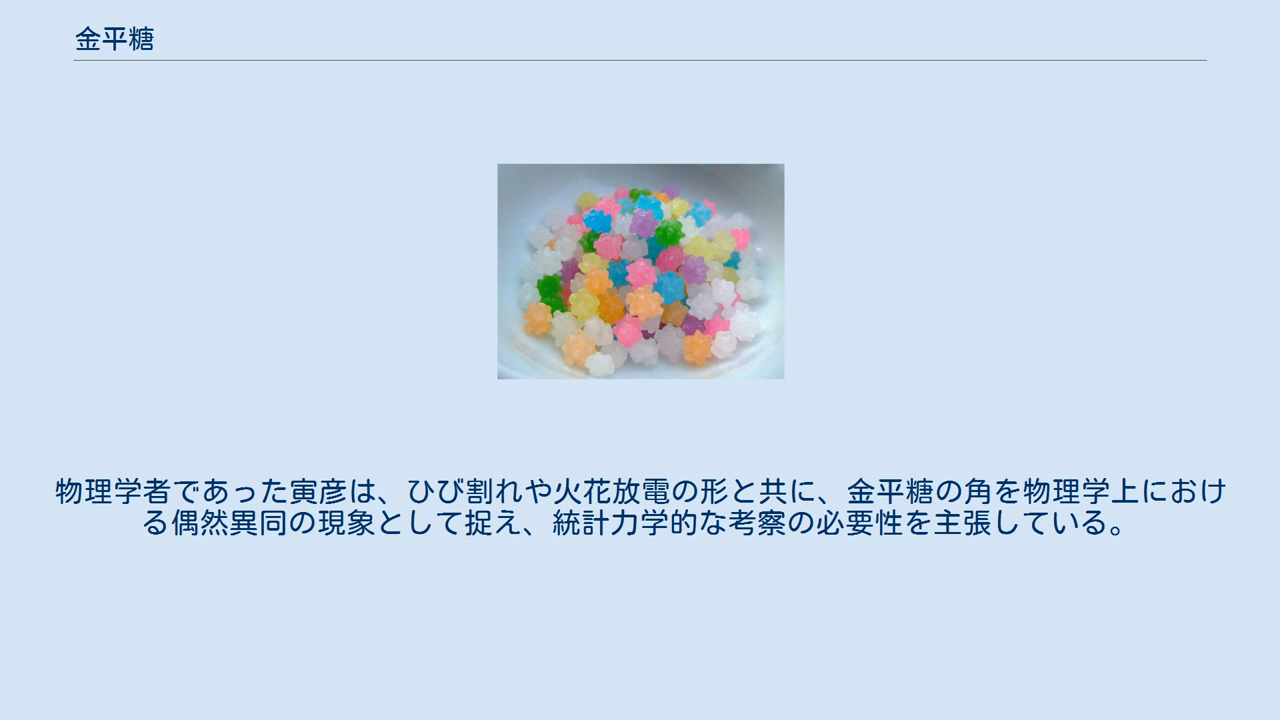 金平糖
物理学者であった寅彦は、ひび割れや火花放電の形と共に、金平糖の角を物理学上におけ
る偶然異同の現象として捉え、統計力学的な考察の必要性を主張している。